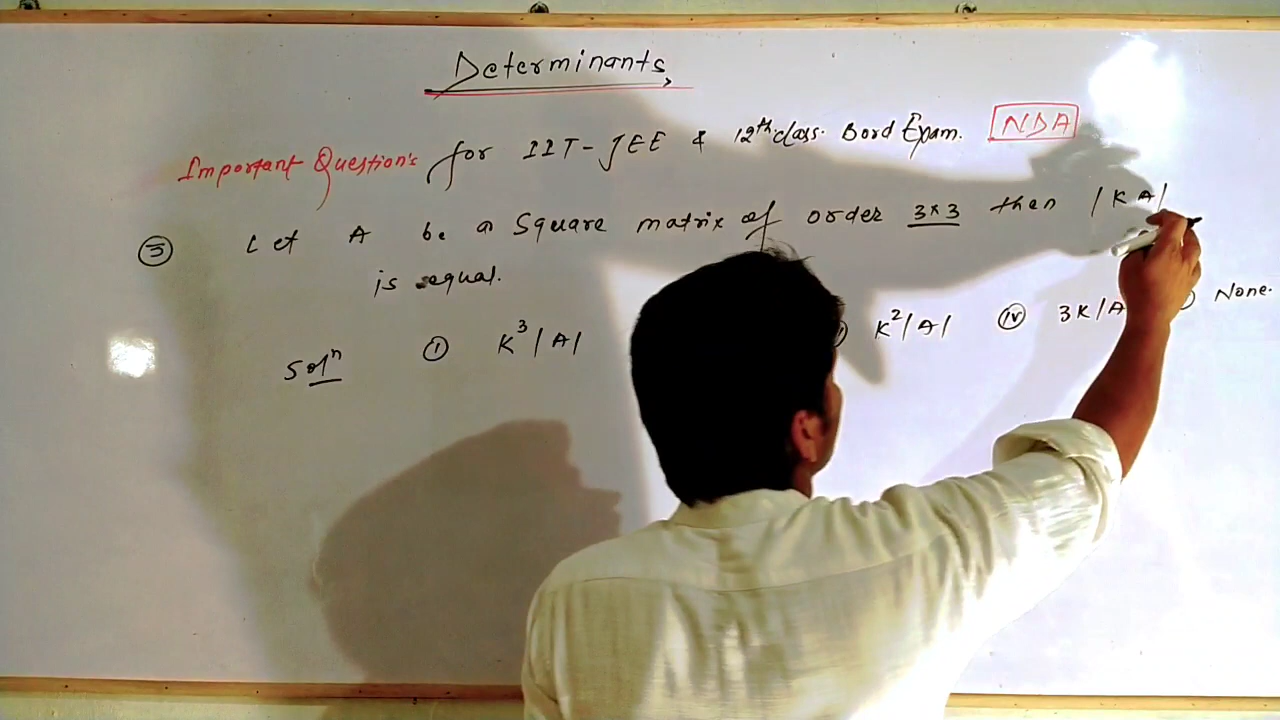 Determinants
Important Question's for IIT-JEE & 12th class. Bord Exam. NDA
③ Let A be a Square matrix of order 3×3 then |KA|
is equal.
Solⁿ ① K³|A| K²|A| ⓘⓥ 3K|A None.